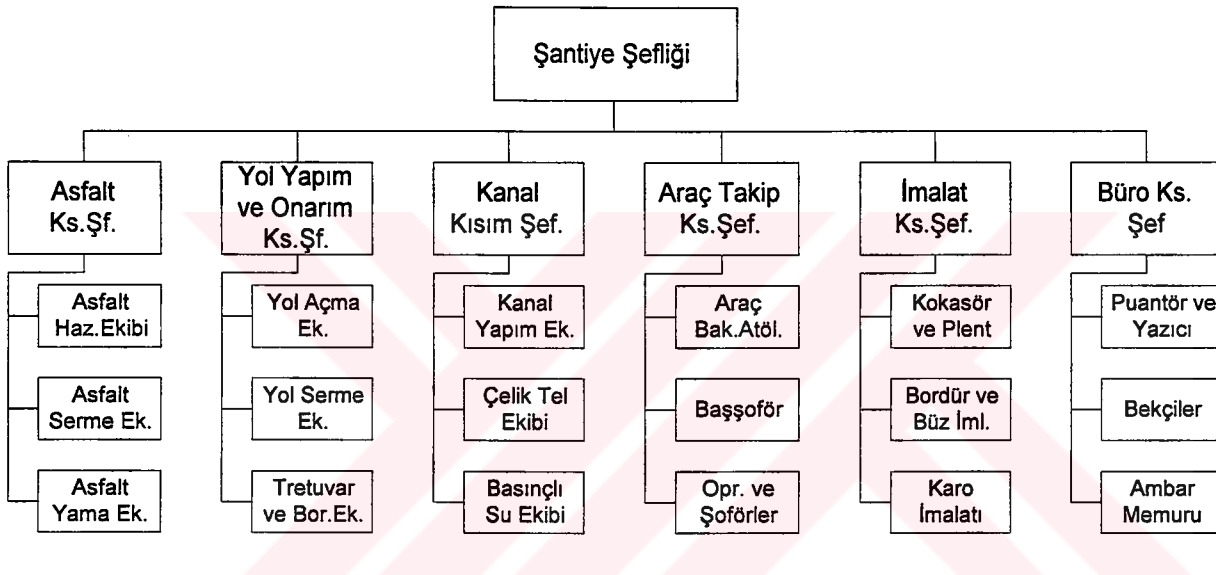 Şantiye Şefliği
Asfalt
Ks.Şf.
Asfalt
Haz.Ekibi
Asfalt
Serme Ek.
Asfalt
Yama Ek.
Yol Yapım
ve Onarım
Ks.Şf.
Yol Açma
Ek.
Yol Serme
Ek.
Tretuvar
ve Bor.Ek.
Kanal
Kısım Şef.
Kanal
Yapım Ek.
Çelik Tel
Ekibi
Basınçlı
Su Ekibi
Araç Takip
Ks.Şef.
Araç
Bak.Atöl.
Başşoför
Opr. ve
Şoförler
İmalat
Ks.Şef.
Kokasör
ve Plent
Bordür ve
Büz İml.
Karo
İmalatı
Büro Ks.
Şef
Puantör ve
Yazıcı
Bekçiler
Ambar
Memuru